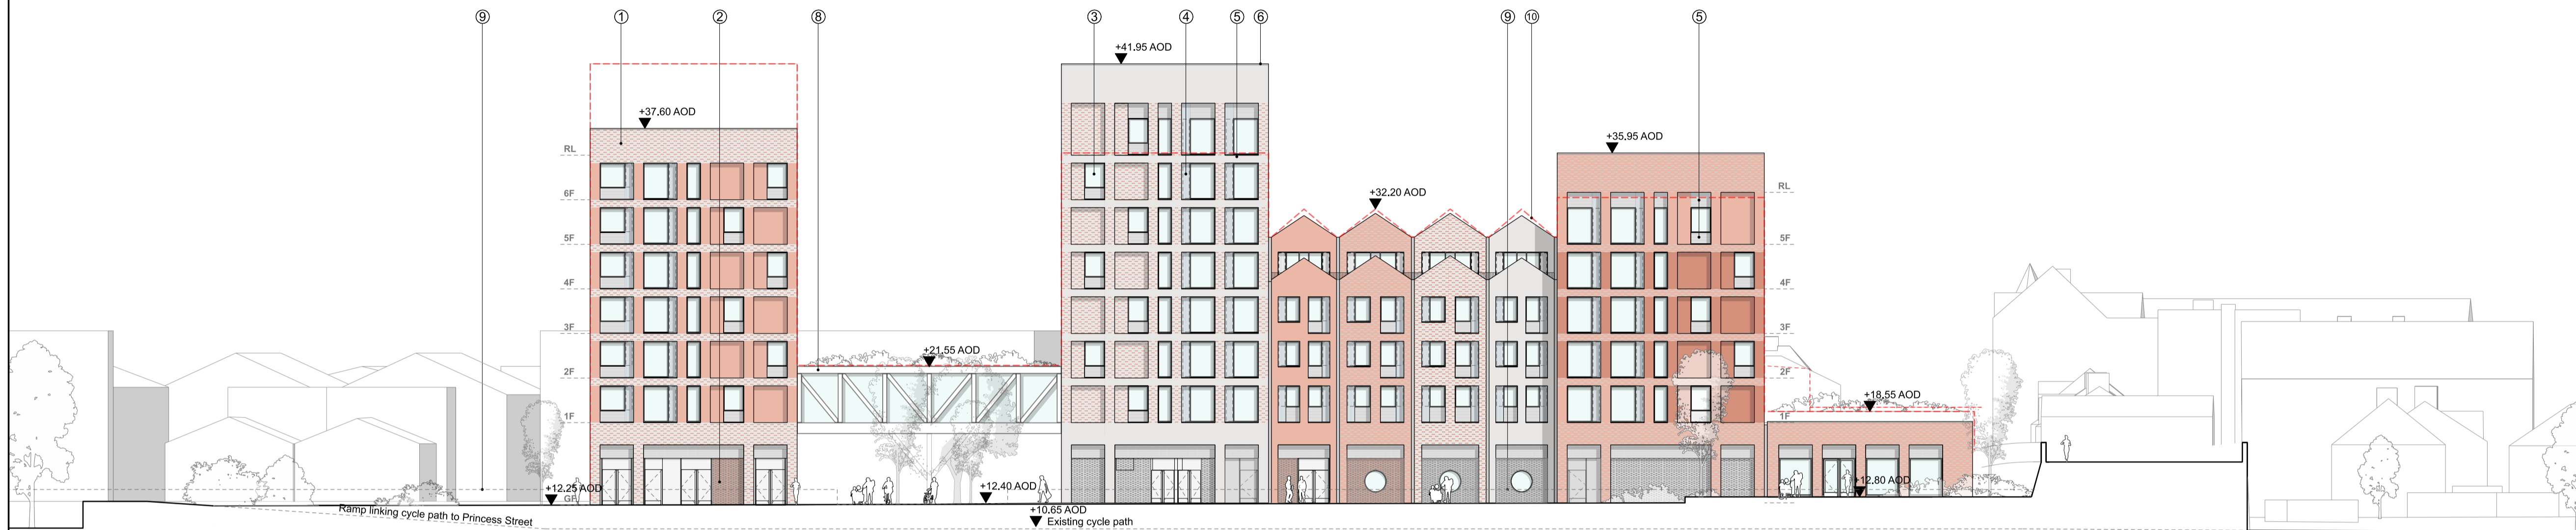 ⑨ ① ② ⑧ ③ ④ ⑤ ⑥ ⑨ ⑩ ⑤
+41.95 AOD
+37.60 AOD
+35.95 AOD
RL
RL
+32.20 AOD
6F
5F
5F
4F
4F
3F
3F
+21.55 AOD
2F
2F
+18.55 AOD
1F
1F
+12.80 AOD
+12.25 AOD
+12.40 AOD
GF
Ramp linking cycle path to Princess Street
+10.65 AOD
Existing cycle path